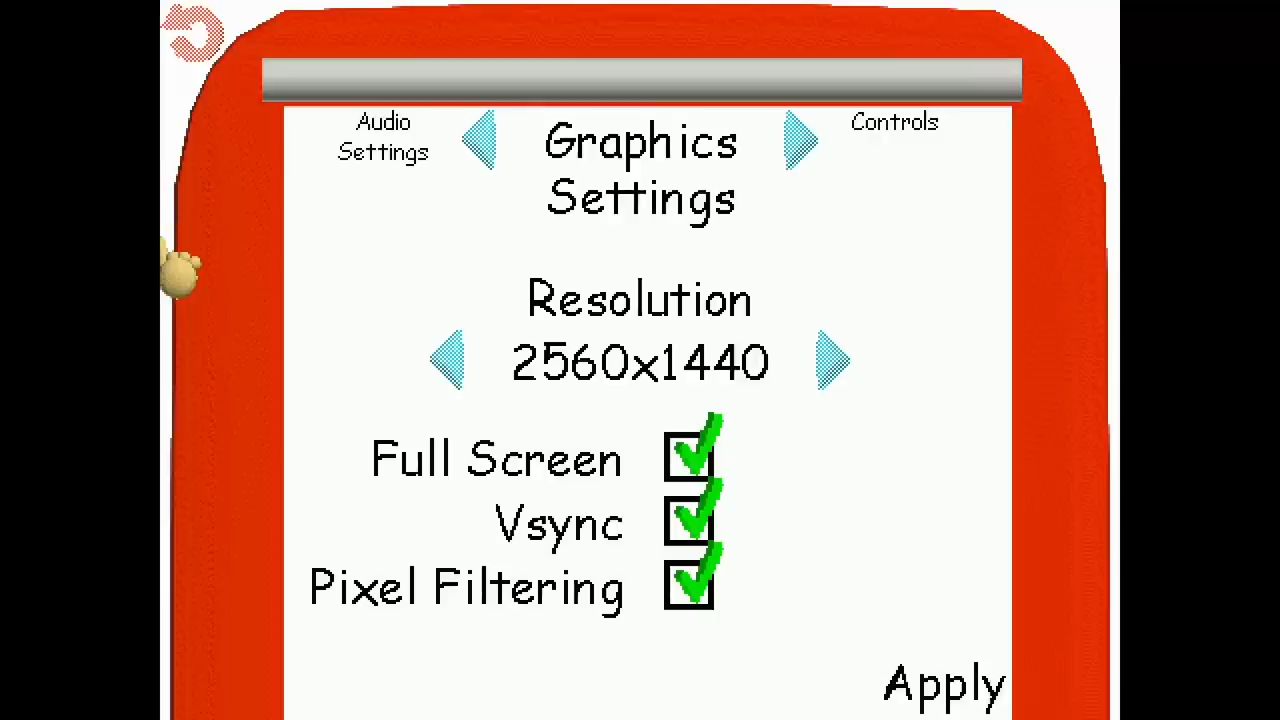 Audio
Settings
Graphics
Settings
Controls
Resolution
2560x1440
Full Screen
Vsync
Pixel Filtering
Apply